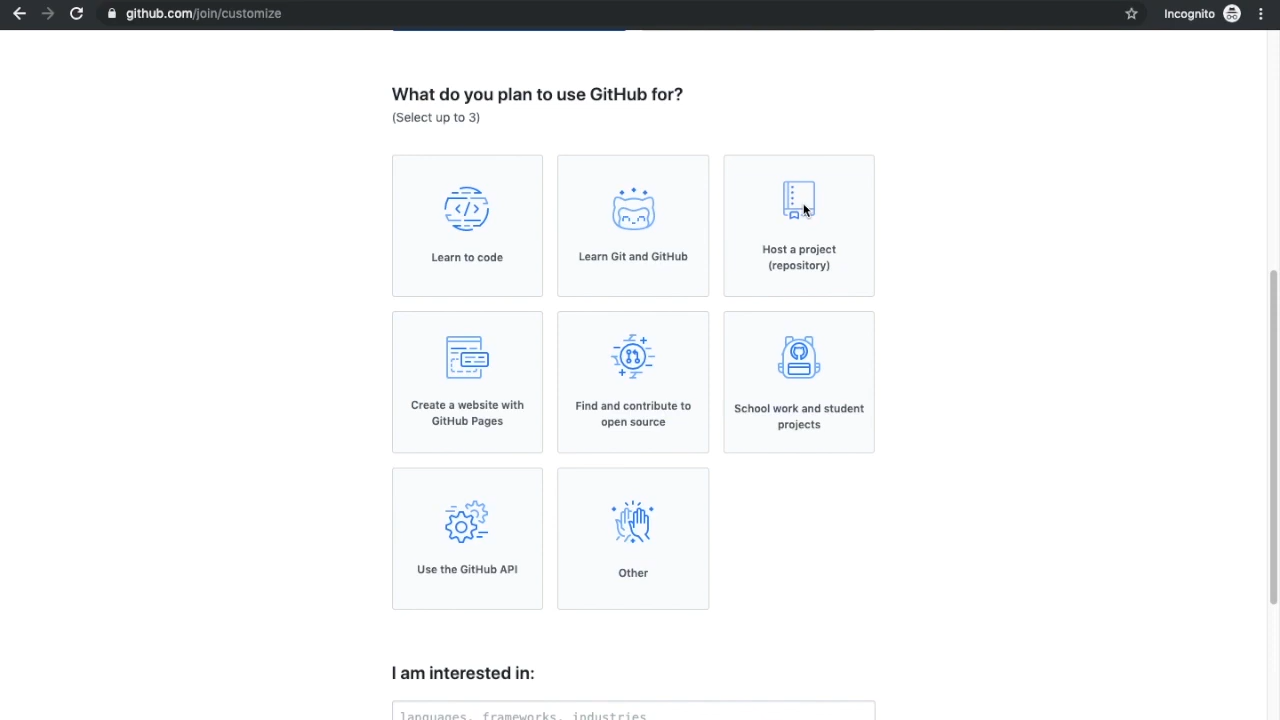 github.com/join/customize
Incognito
What do you plan to use GitHub for?
(Select up to 3)
Learn to code
Learn Git and GitHub
Host a project
(repository)
Create a website with
GitHub Pages
Find and contribute to
open source
School work and student
projects
Use the GitHub API
Other
I am interested in:
languages, frameworks, industries